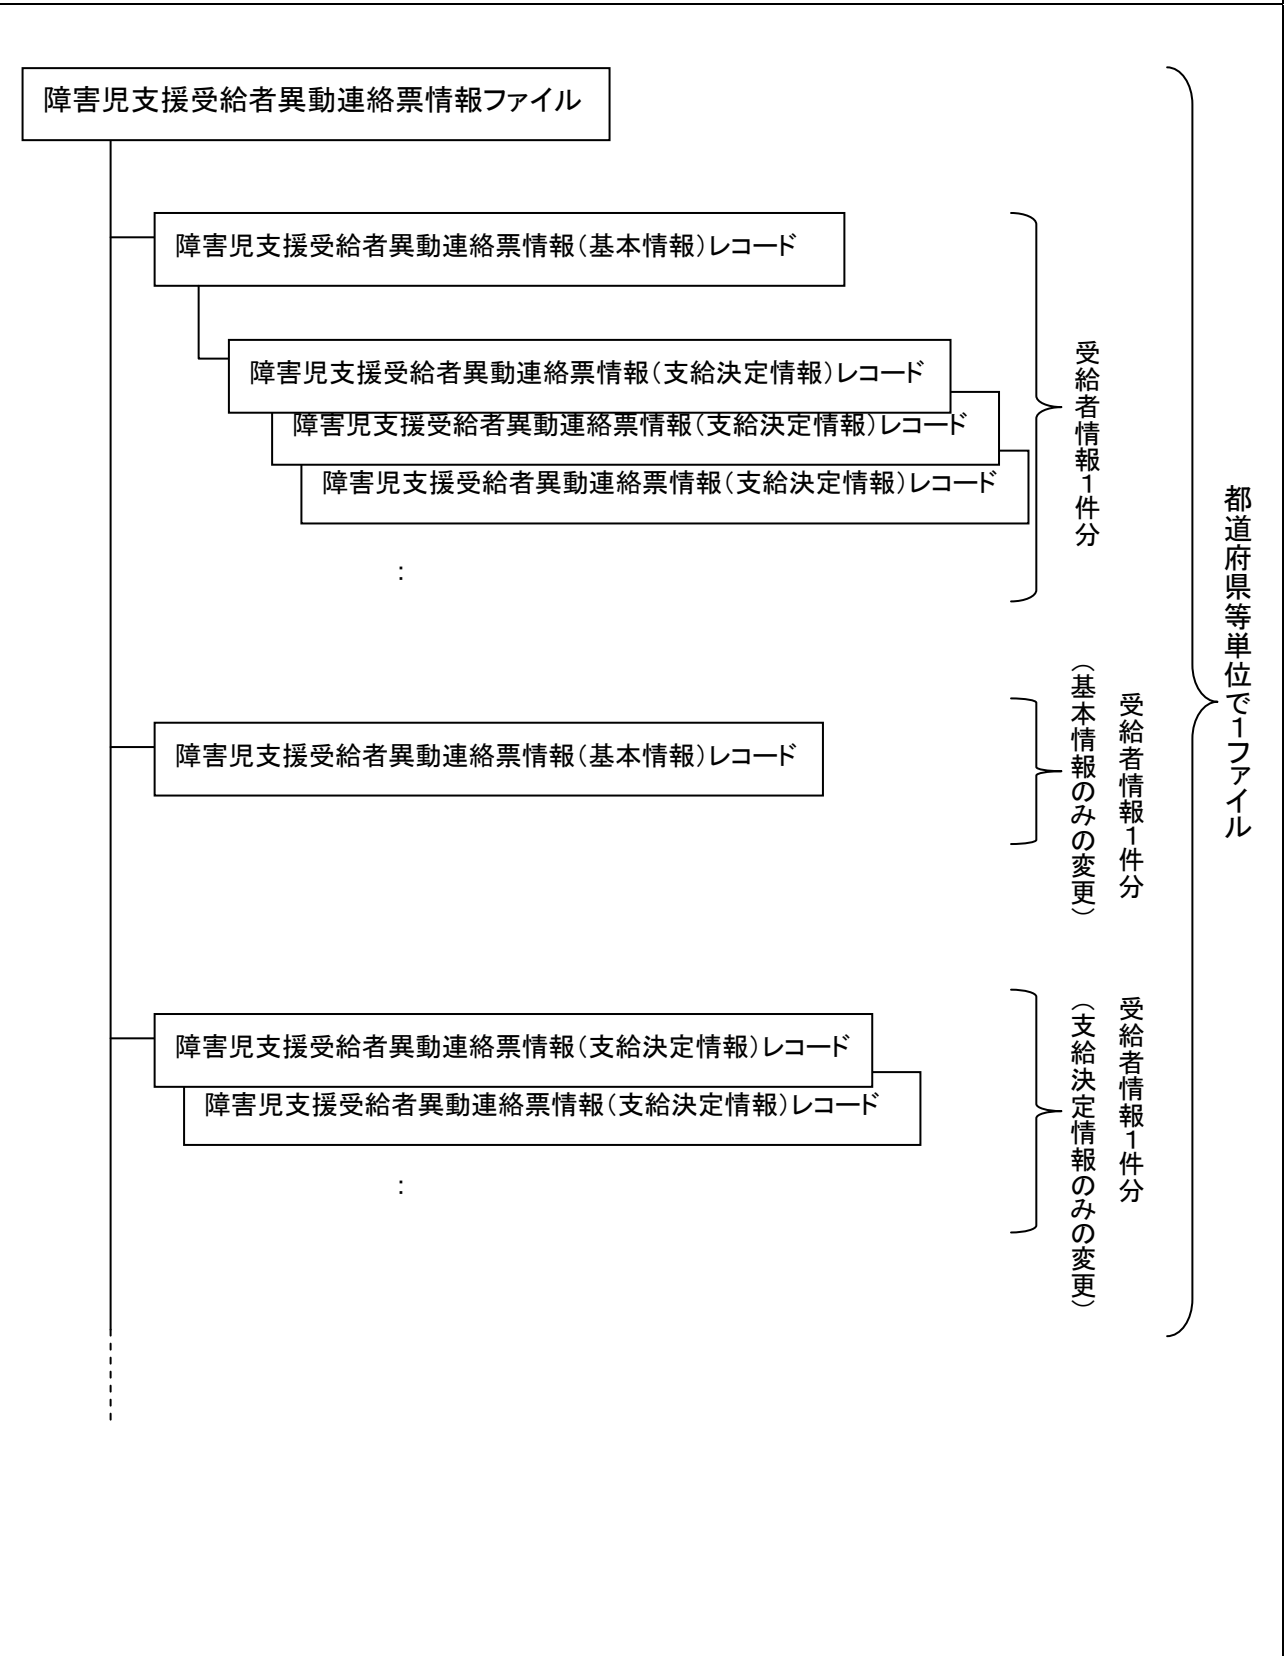 障害児支援受給者異動連絡票情報ファイル
障害児支援受給者異動連絡票情報（基本情報）レコード
障害児支援受給者異動連絡票情報（支給決定情報）レコード
障害児支援受給者異動連絡票情報（支給決定情報）レコード
障害児支援受給者異動連絡票情報（支給決定情報）レコード
：
受給者情報１件分
障害児支援受給者異動連絡票情報（基本情報）レコード
受給者情報１件分
（基本情報のみの変更）
障害児支援受給者異動連絡票情報（支給決定情報）レコード
障害児支援受給者異動連絡票情報（支給決定情報）レコード
：
受給者情報１件分
（支給決定情報のみの変更）
都道府県等単位で１ファイル